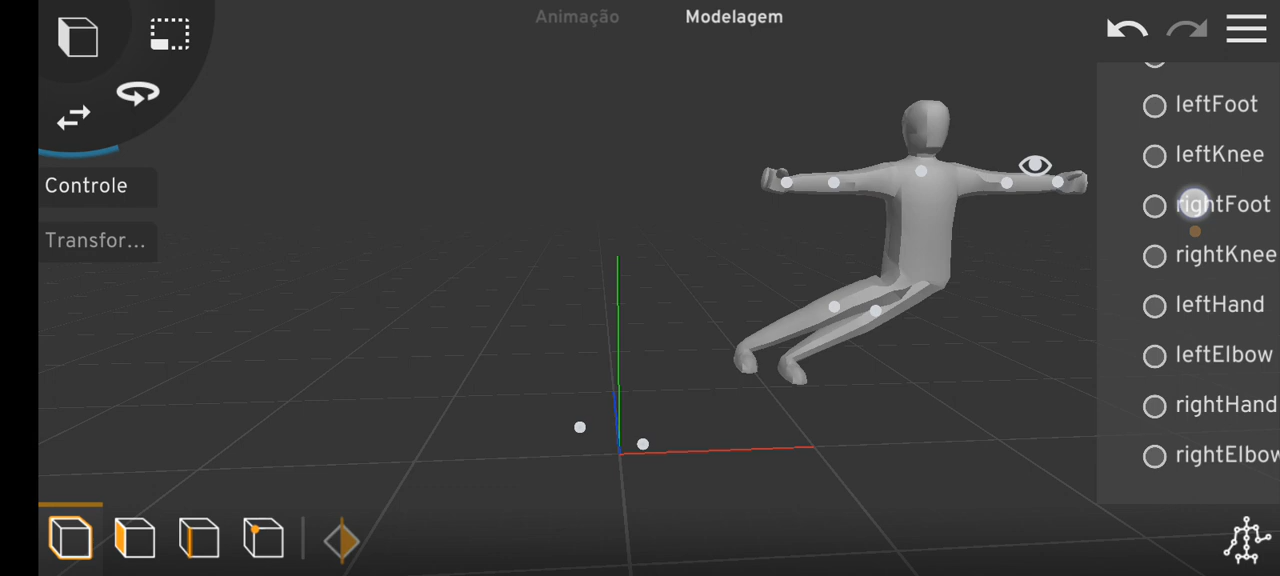 Animação
Modelagem
Controle
Transfor...
leftFoot
leftKnee
rightFoot
rightKnee
leftHand
leftElbow
rightHand
rightElbow